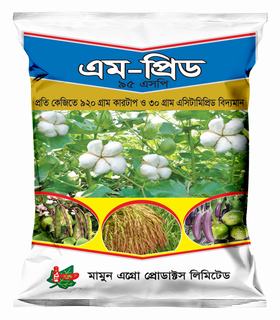 এম-প্রিড
৯৫ এসপি
প্রতি কেজিতে ৯২০ গ্রাম কারটাপ ও ৩০ গ্রাম এসিটামিপ্রিড বিদ্যমান
মামুন এগ্রো প্রোডাক্টস লিমিটেড